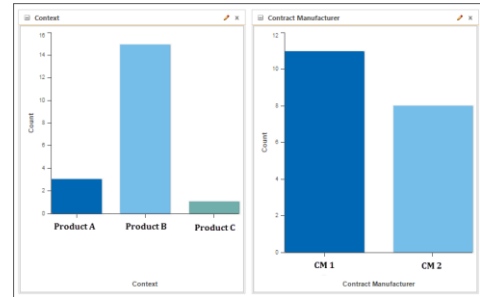 Context
16
14
12
10
8
6
4
2
0
Count
Product A
Product B
Product C
Context
Contract Manufacturer
12
10
8
6
4
2
0
Count
CM 1
CM 2
Contract Manufacturer